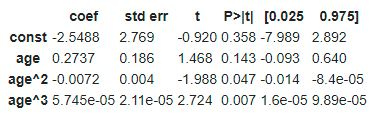 coef std err t P>|t| [0.025 0.975]
const -2.5488 2.769 -0.920 0.358 -7.989 2.892
age 0.2737 0.186 1.468 0.143 -0.093 0.640
age^2 -0.0072 0.004 -1.988 0.047 -0.014 -8.4e-05
age^3 5.745e-05 2.11e-05 2.724 0.007 1.6e-05 9.89e-05